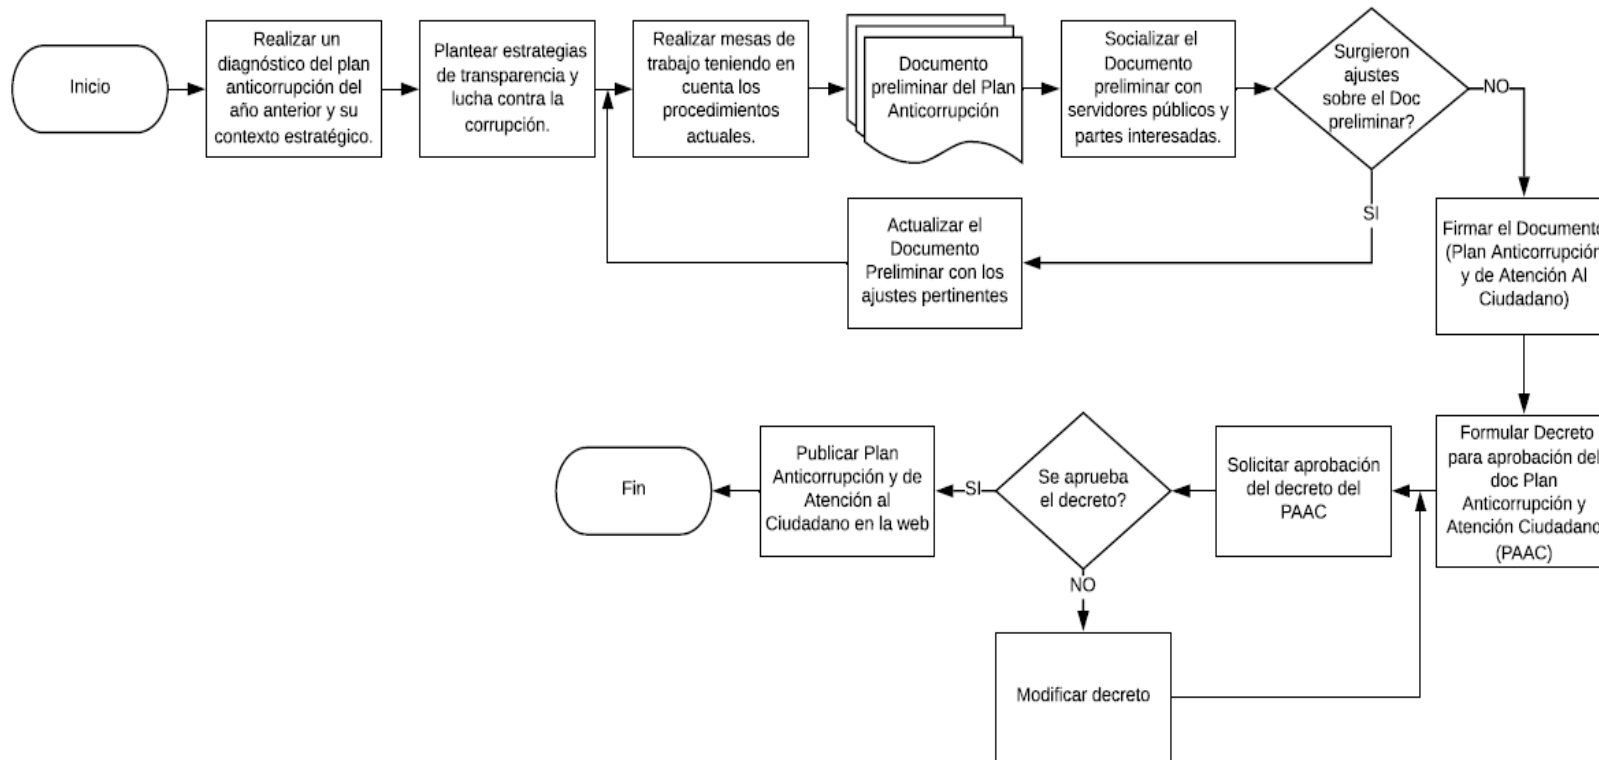 Inicio
Realizar un
diagnóstico del plan
anticorrupción del
año anterior y su
contexto estratégico.
Plantear estrategias
de transparencia y
lucha contra la
corrupción.
Realizar mesas de
trabajo teniendo en
cuenta los
procedimientos
actuales.
Documento
preliminar del Plan
Anticorrupción
Socializar el
Documento
preliminar con
servidores públicos y
partes interesadas.
Surgieron
ajustes
sobre el Doc
preliminar?
NO
SI
Actualizar el
Documento
Preliminar con los
ajustes pertinentes
Firmar el Documento
(Plan Anticorrupción
y de Atención Al
Ciudadano)
Formular Decreto
para aprobación del
doc Plan
Anticorrupción y
Atención Ciudadano
(PAAC)
Solicitar aprobación
del decreto del
PAAC
Se aprueba
el decreto?
SI
NO
Publicar Plan
Anticorrupción y de
Atención al
Ciudadano en la web
Fin
Modificar decreto